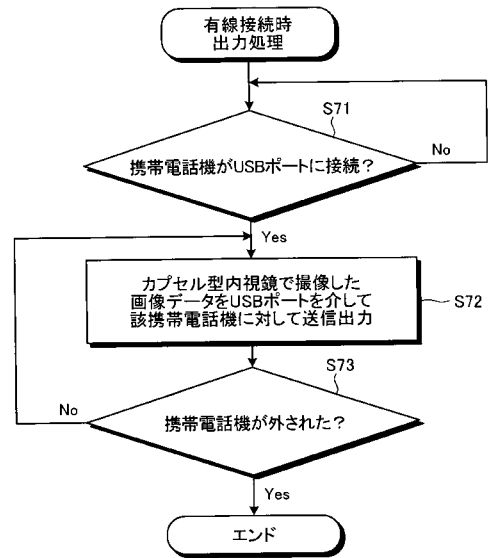 有線接続時
出力処理
S71
携帯電話機がUSBポートに接続？
No
Yes
カプセル型内視鏡で撮像した
画像データをUSBポートを介して
該携帯電話機に対して送信出力
S72
S73
携帯電話機が外された？
No
Yes
エンド